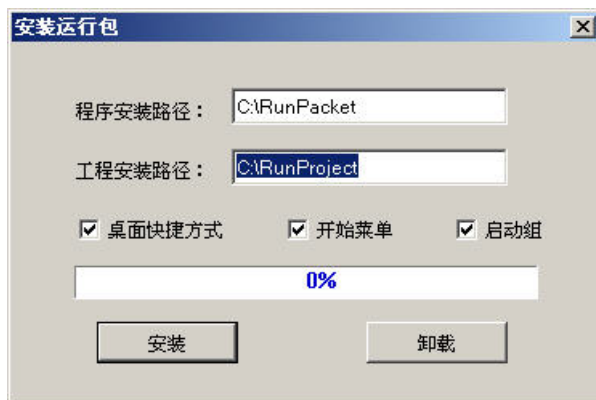 安装运行包
程序安装路径： C:\RunPacket
工程安装路径： C:\RunProject
桌面快捷方式 开始菜单 启动组
0%
安装 卸载